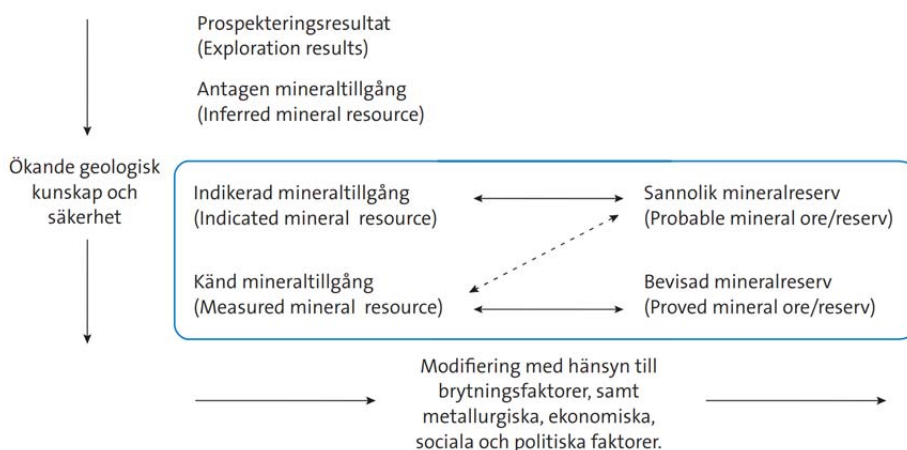 Prospekteringsresultat
(Exploration results)
Antagen mineraltillgång
(Inferred mineral resource)
Ökande geologisk
kunskap och
säkerhet
Indikerad mineraltillgång
(Indicated mineral resource)
Sannolik mineralreserv
(Probable mineral ore/reserv)
Känd mineraltillgång
(Measured mineral resource)
Bevisad mineralreserv
(Proved mineral ore/reserv)
Modifiering med hänsyn till
brytningsfaktorer, samt
metallurgiska, ekonomiska,
sociala och politiska faktorer.